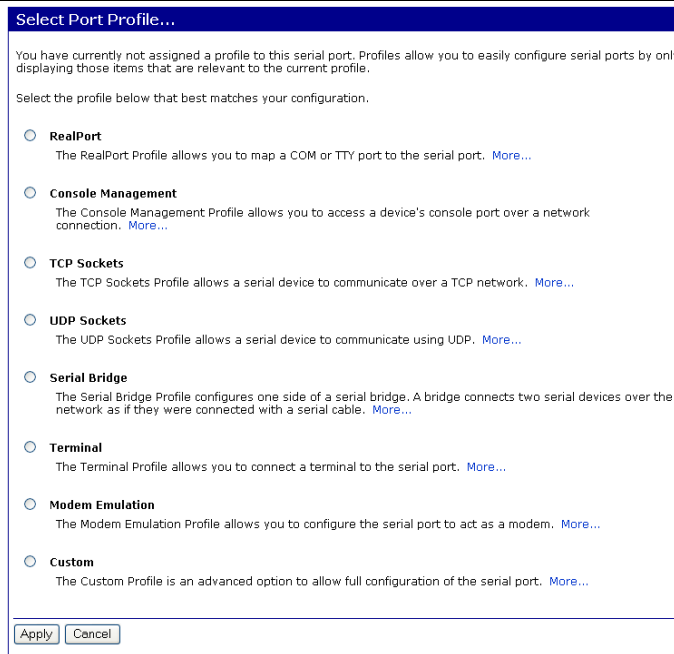 Select Port Profile...
You have currently not assigned a profile to this serial port. Profiles allow you to easily configure serial ports by
displaying those items that are relevant to the current profile.
Select the profile below that best matches your configuration.
RealPort
The RealPort Profile allows you to map a COM or TTY port to the serial port. More...
Console Management
The Console Management Profile allows you to access a device's console port over a network
connection. More...
TCP Sockets
The TCP Sockets Profile allows a serial device to communicate over a TCP network. More...
UDP Sockets
The UDP Sockets Profile allows a serial device to communicate using UDP. More...
Serial Bridge
The Serial Bridge Profile configures one side of a serial bridge. A bridge connects two serial devices over the
network as if they were connected with a serial cable. More...
Terminal
The Terminal Profile allows you to connect a terminal to the serial port. More...
Modem Emulation
The Modem Emulation Profile allows you to configure the serial port to act as a modem. More...
Custom
The Custom Profile is an advanced option to allow full configuration of the serial port. More...
Apply Cancel